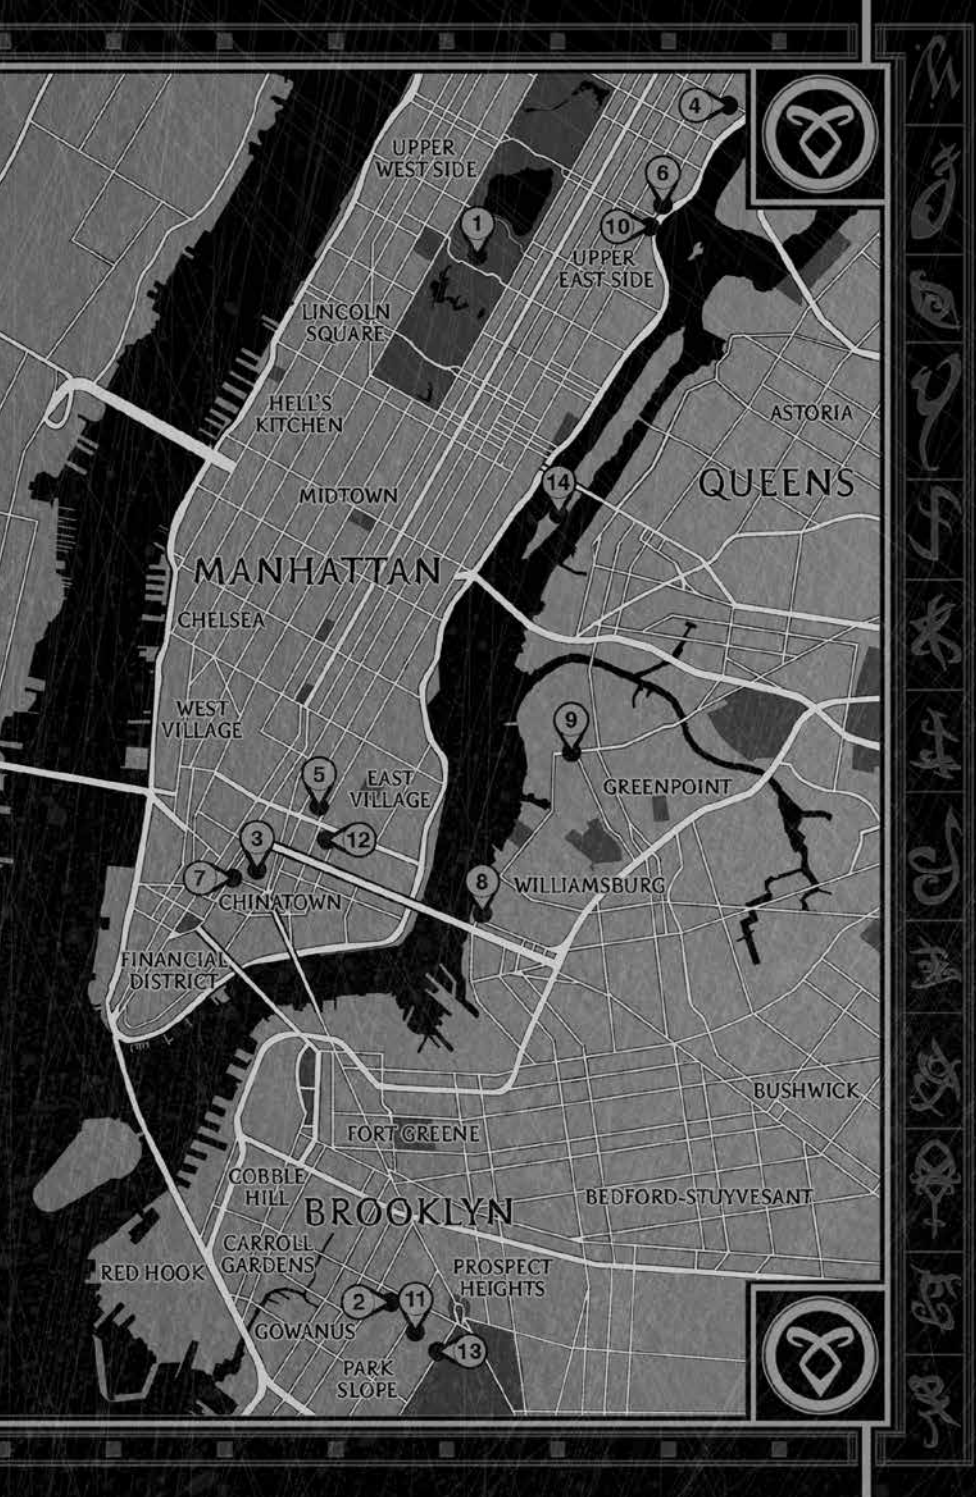 4
UPPER
WEST SIDE
6
1
10
UPPER
EAST SIDE
LINCOLN
SQUARE
HELL'S
KITCHEN
ASTORIA
QUEENS
14
MIDTOWN
MANHATTAN
CHELSEA
WEST
VILLAGE
9
5
EAST
VILLAGE
GREENPOINT
3
12
7
8
WILLIAMSBURG
CHINATOWN
FINANCIAL
DISTRICT
BUSHWICK
FORT GREENE
COBBLE
HILL
BEDFORD-STUYVESANT
BROOKLYN
CARROLL
GARDENS
RED HOOK
PROSPECT
HEIGHTS
2
11
GOWANUS
13
PARK
SLOPE